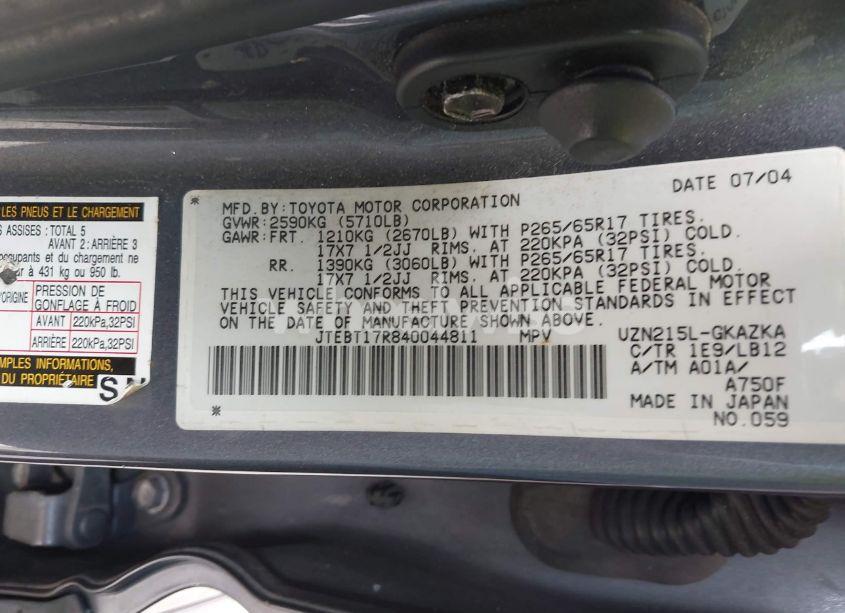 LES PNEUS ET LE CHARGEMENT
ASSISES: TOTAL 5
AVANT 2: ARRIÈRE 3
occupants et du chargement ne
r à 431 kg ou 950 lb.
PRESSION DE
GONFLAGE À FROID
AVANT 220kPa,32PSI
ARRIÈRE 220kPa,32PSI
MPLES INFORMATIONS,
DU PROPRIÉTAIRE
* DATE 07/04
MFD.BY:TOYOTA MOTOR CORPORATION
GVWR:2590KG (5710LB)
GAWR:FRT. 1210KG (2670LB) WITH P265/65R17 TIRES.
17X7 1/2JJ RIMS. AT 220KPA (32PSI) COLD.
RR. 1390KG (3060LB) WITH P265/65R17 TIRES.
17X7 1/2JJ RIMS. AT 220KPA (32PSI) COLD.
THIS VEHICLE CONFORMS TO ALL APPLICABLE FEDERAL MOTOR
VEHICLE SAFETY AND THEFT PREVENTION STANDARDS IN EFFECT
ON THE DATE OF MANUFACTURE SHOWN ABOVE.
JTEBT17R840044811 MPV UZN215L-GKAZKA
C/TR 1E9/LB12
A/TM A01A/
A750F
MADE IN JAPAN
* NO.059